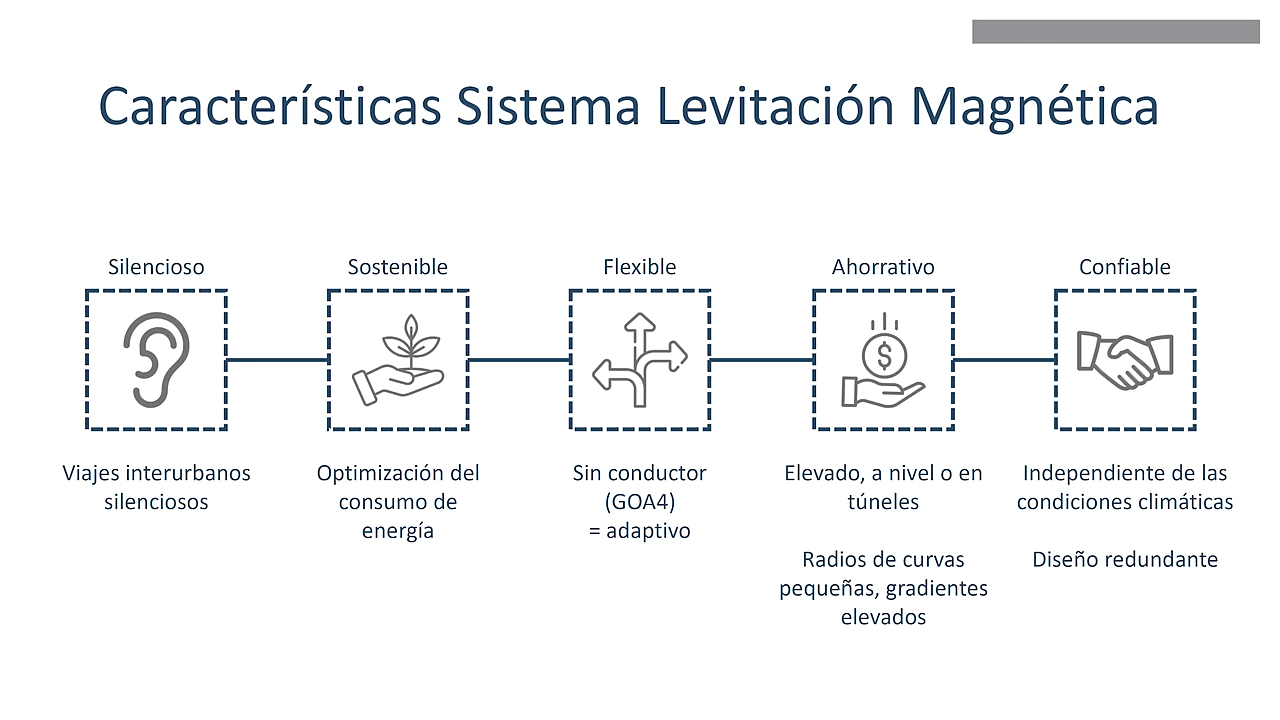 Características Sistema Levitación Magnética
Silencioso
Sostenible
Flexible
Ahorrativo
Confiable
$
Viajes interurbanos
silenciosos
Optimización del
consumo de
energía
Sin conductor
(GOA4)
= adaptivo
Elevado, a nivel o en
túneles
Radios de curvas
pequeñas, gradientes
elevados
Independiente de las
condiciones climáticas
Diseño redundante